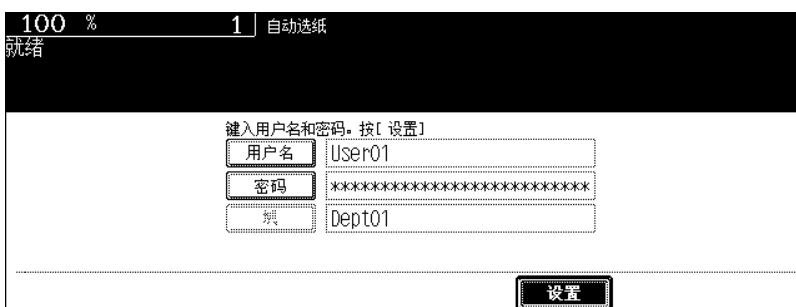 100 % 1 自动选纸
就绪
键入用户名和密码。按[ 设置]
用户名 User01
密码 **************************
域 Dept01
设置